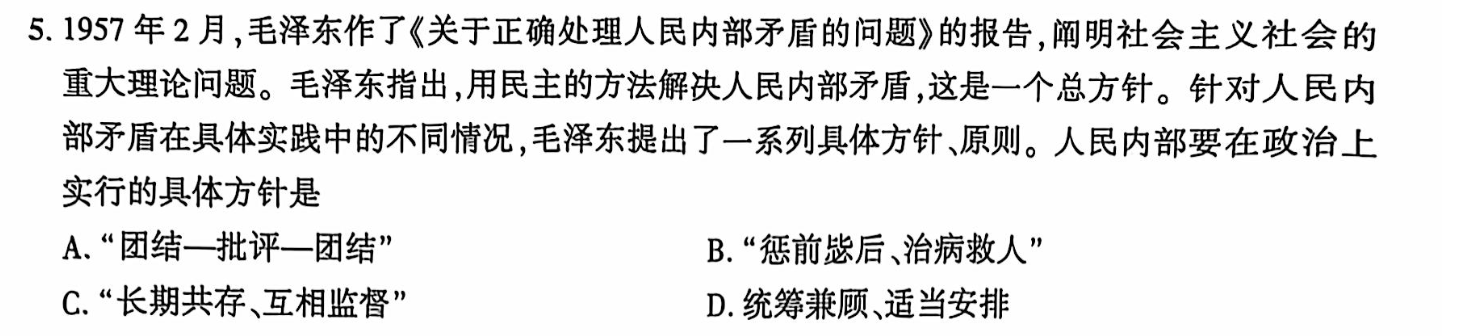 5. 1957 年 2 月,毛泽东作了《关于正确处理人民内部矛盾的问题》的报告,阐明社会主义社会的
重大理论问题。毛泽东指出,用民主的方法解决人民内部矛盾,这是一个总方针。针对人民内
部矛盾在具体实践中的不同情况,毛泽东提出了一系列具体方针、原则。人民内部要在政治上
实行的具体方针是
A. “团结—批评—团结” B. “惩前毖后、治病救人”
C. “长期共存、互相监督” D. 统筹兼顾、适当安排